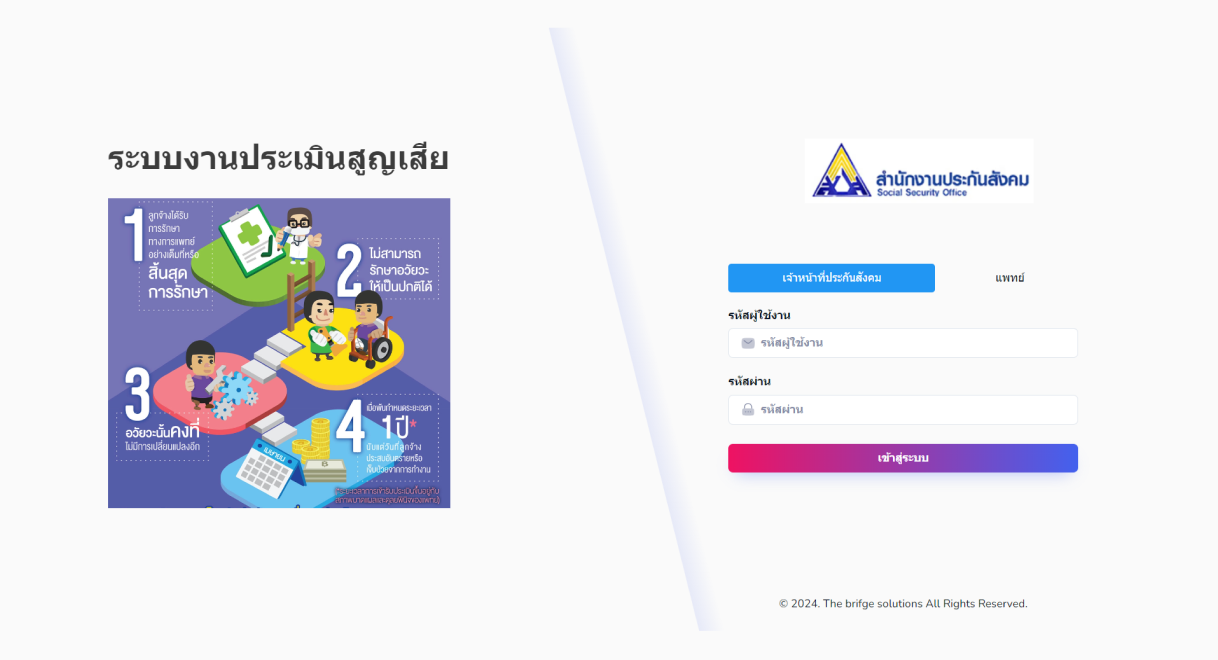 ระบบงานประเมินสูญเสีย
1
ลูกจ้างได้รับ
การรักษา
ทางการแพทย์
อย่างเต็มที่หรือ
สิ้นสุด
การรักษา
2
ไม่สามารถ
รักษาอวัยวะ
ให้เป็นปกติได้
3
อวัยวะนั้นคงที่
ไม่มีการเปลี่ยนแปลงอีก
4
เมื่อพ้นกำหนดระยะเวลา
1ปี*
นับแต่วันที่ลูกจ้าง
ประสบอันตรายหรือ
เจ็บป่วยจากการทำงาน
เมษายน
สำนักงานประกันสังคม
Social Security Office
เจ้าหน้าที่ประกันสังคม
แพทย์
รหัสผู้ใช้งาน
รหัสผู้ใช้งาน
รหัสผ่าน
รหัสผ่าน
เข้าสู่ระบบ
© 2024. The brifge solutions All Rights Reserved.